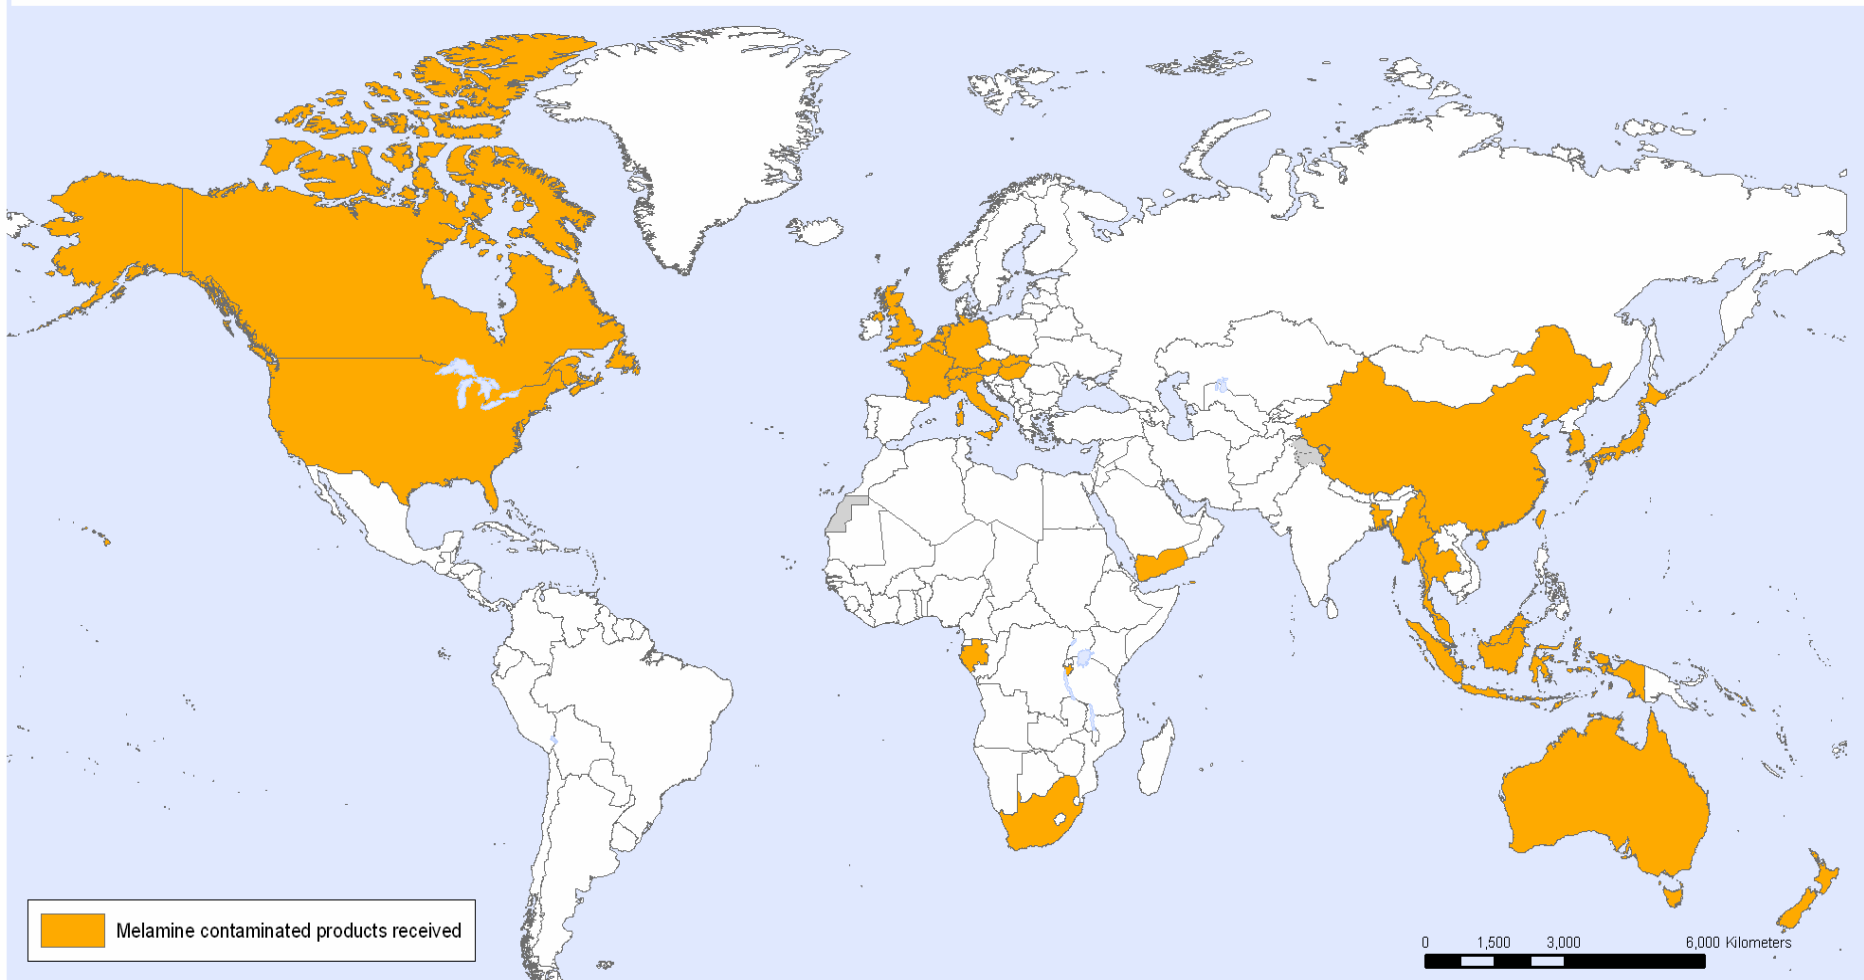 Melamine contaminated products received
0 1,500 3,000 6,000 Kilometers